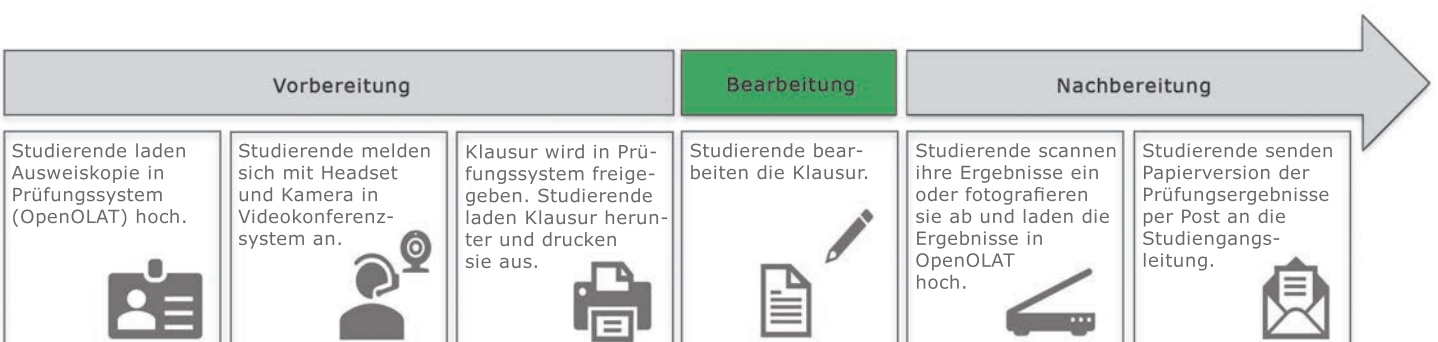 Vorbereitung
Bearbeitung
Nachbereitung
Studierende laden
Ausweiskopie in
Prüfungssystem
(OpenOLAT) hoch.
Studierende melden
sich mit Headset
und Kamera in
Videokonferenz-
system an.
Klausur wird in Prü-
fungssystem freige-
geben. Studierende
laden Klausur herun-
ter und drucken
sie aus.
Studierende bear-
beiten die Klausur.
Studierende scannen
ihre Ergebnisse ein
oder fotografieren
sie ab und laden die
Ergebnisse in
OpenOLAT
hoch.
Studierende senden
Papierversion der
Prüfungsergebnisse
per Post an die
Studiengangs-
leitung.